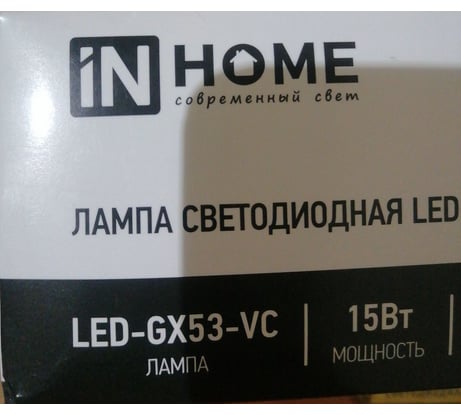 iN HOME
современный свет
ЛАМПА СВЕТОДИОДНАЯ LED
LED-GX53-VC
ЛАМПА
15Вт
МОЩНОСТЬ